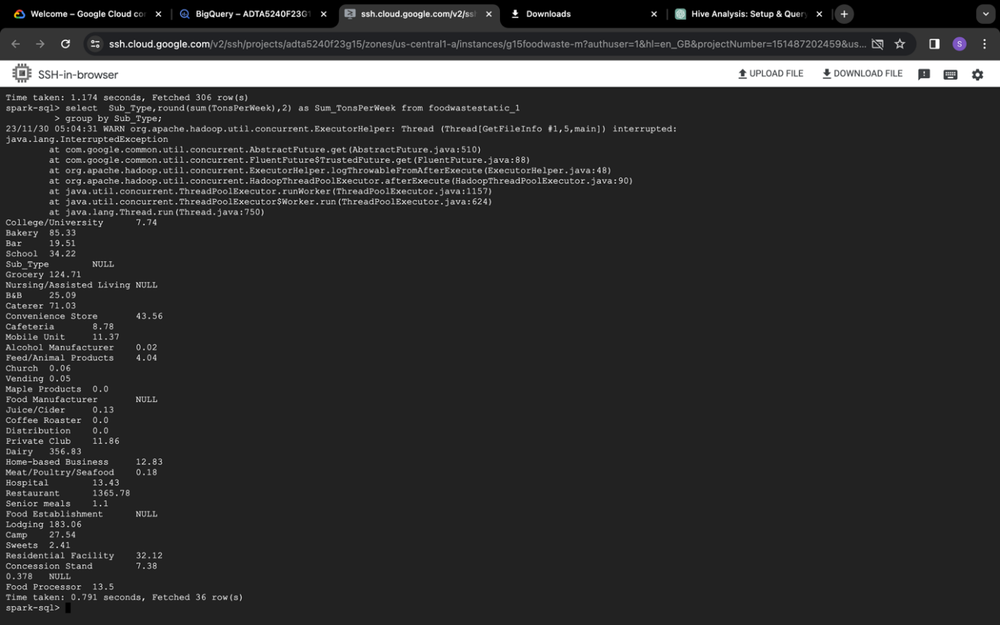 Welcome – Google Cloud co
BigQuery – ADTA5240F23G1
ssh.cloud.google.com/v2/ssh
Downloads
Hive Analysis: Setup & Query
ssh.cloud.google.com/v2/ssh/projects/adta5240f23g15/zones/us-central1-a/instances/g15foodwaste-m?authuser=1&hl=en_GB&projectNumber=151487202459&us...
S
SSH-in-browser
UPLOAD FILE
DOWNLOAD FILE
Time taken: 1.174 seconds, Fetched 306 row(s)
spark-sql> select  Sub_Type,round(sum(TonsPerWeek),2) as Sum_TonsPerWeek from foodwastestatic_1
         > group by Sub_Type;
23/11/30 05:04:31 WARN org.apache.hadoop.util.concurrent.ExecutorHelper: Thread (Thread[GetFileInfo #1,5,main]) interrupted:
java.lang.InterruptedException
        at com.google.common.util.concurrent.AbstractFuture.get(AbstractFuture.java:510)
        at com.google.common.util.concurrent.FluentFuture$TrustedFuture.get(FluentFuture.java:88)
        at org.apache.hadoop.util.concurrent.ExecutorHelper.logThrowableFromAfterExecute(ExecutorHelper.java:48)
        at org.apache.hadoop.util.concurrent.HadoopThreadPoolExecutor.afterExecute(HadoopThreadPoolExecutor.java:90)
        at java.util.concurrent.ThreadPoolExecutor.runWorker(ThreadPoolExecutor.java:1157)
        at java.util.concurrent.ThreadPoolExecutor$Worker.run(ThreadPoolExecutor.java:624)
        at java.lang.Thread.run(Thread.java:750)
College/University      7.74
Bakery  85.33
Bar     19.51
School  34.22
Sub_Type        NULL
Grocery 124.71
Nursing/Assisted Living NULL
B&B     25.09
Caterer 71.03
Convenience Store       43.56
Cafeteria       8.78
Mobile Unit     11.37
Alcohol Manufacturer    0.02
Feed/Animal Products    4.04
Church  0.06
Vending 0.05
Maple Products  0.0
Food Manufacturer       NULL
Juice/Cider     0.13
Coffee Roaster  0.0
Distribution    0.0
Private Club    11.86
Dairy   356.83
Home-based Business     12.83
Meat/Poultry/Seafood    0.18
Hospital        13.43
Restaurant      1365.78
Senior meals    1.1
Food Establishment      NULL
Lodging 183.06
Camp    27.54
Sweets  2.41
Residential Facility    32.12
Concession Stand        7.38
0.378   NULL
Food Processor  13.5
Time taken: 0.791 seconds, Fetched 36 row(s)
spark-sql>